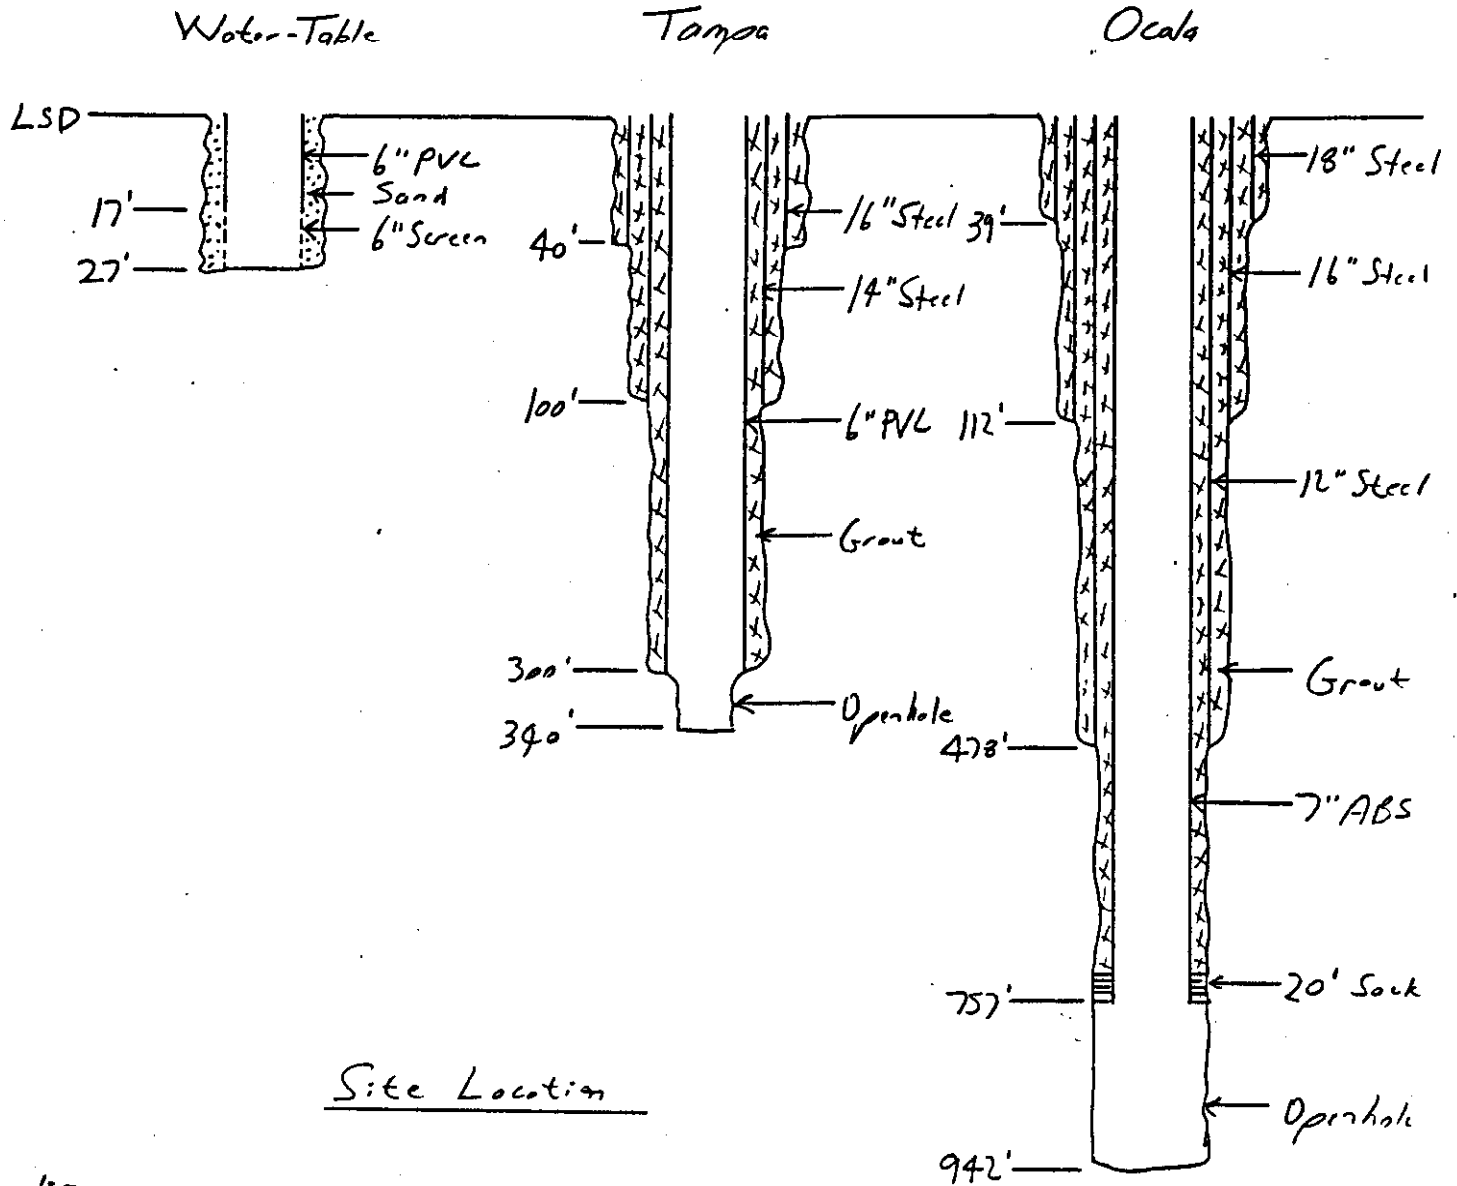 Water-Table
Tampa
Ocala
LSD
6" PVC
Sand
6" Screen
17'
27'
16" Steel
14" Steel
6" PVC
Grout
Openhole
40'
100'
300'
340'
18" Steel
16" Steel
12" Steel
Grout
7" ABS
20' Sock
Openhole
39'
112'
478'
757'
942'
Site Location